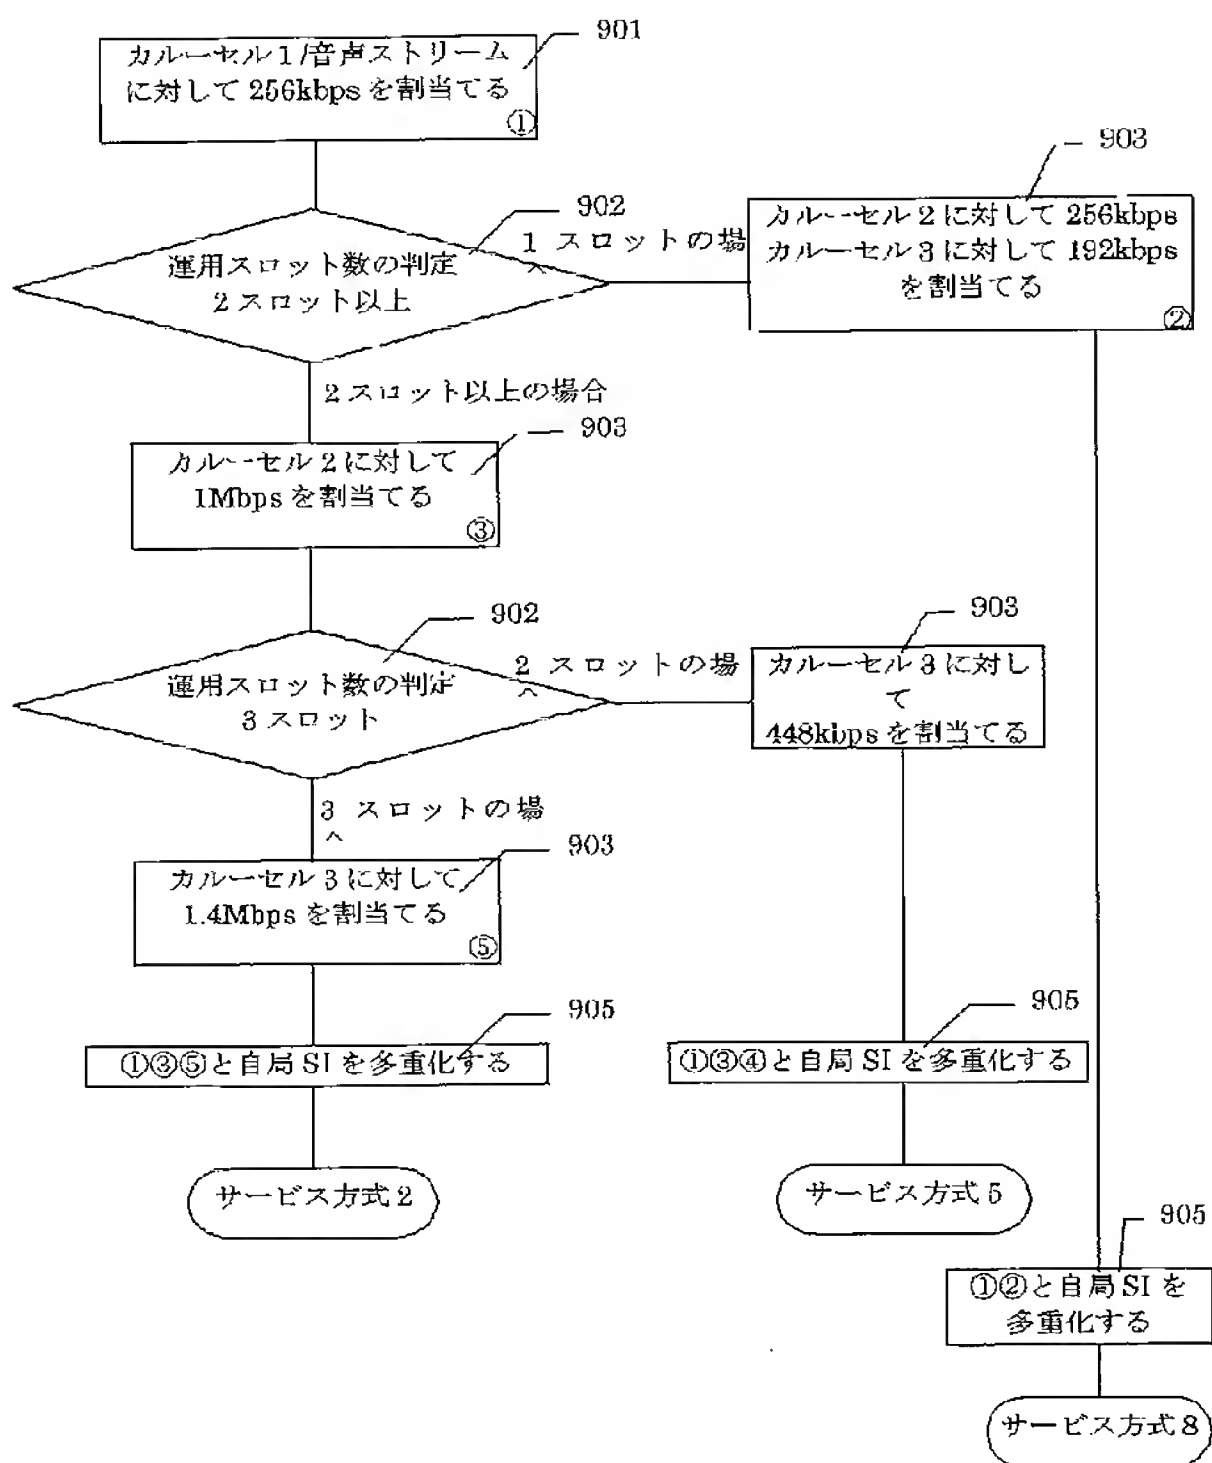 901
カルーセル1/音声ストリーム
に対して256kbpsを割当てる
①
903
902
1 スロットの場
カルーセル2に対して256kbps
カルーセル3に対して192kbps
を割当てる
②
運用スロット数の判定
2スロット以上
2スロット以上の場合
903
カルーセル2に対して
1Mbpsを割当てる
③
902
903
2 スロットの場
運用スロット数の判定
3スロット
カルーセル3に対し
て
448kbpsを割当てる
3 スロットの場
903
カルーセル3に対して
1.4Mbpsを割当てる
⑤
905
905
①③⑤と自局SIを多重化する
①③④と自局SIを多重化する
サービス方式2
サービス方式5
905
①②と自局SIを
多重化する
サービス方式8